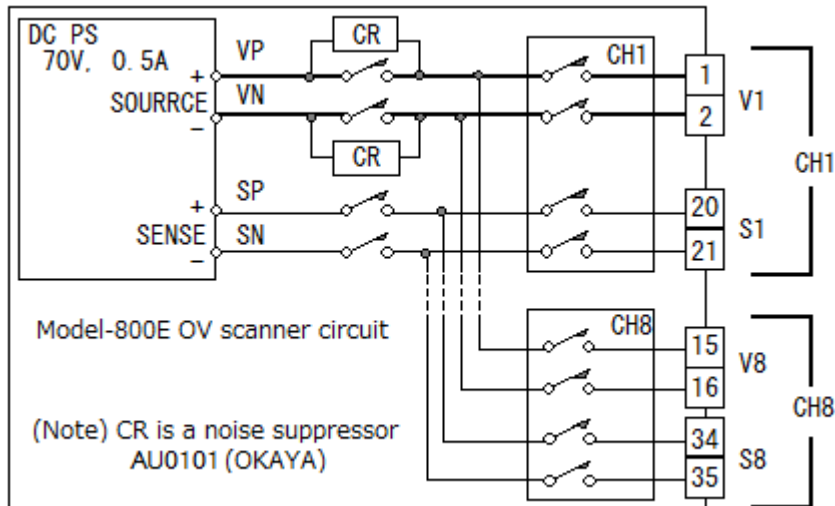 DC PS
70V, 0.5A
+
SOURRCE
−
+
SENSE
−
VP
VN
SP
SN
CR
CR
CH1
1
2
20
21
V1
S1
CH1
CH8
15
16
34
35
V8
S8
CH8
Model-800E OV scanner circuit
(Note) CR is a noise suppressor
AU0101 (OKAYA)